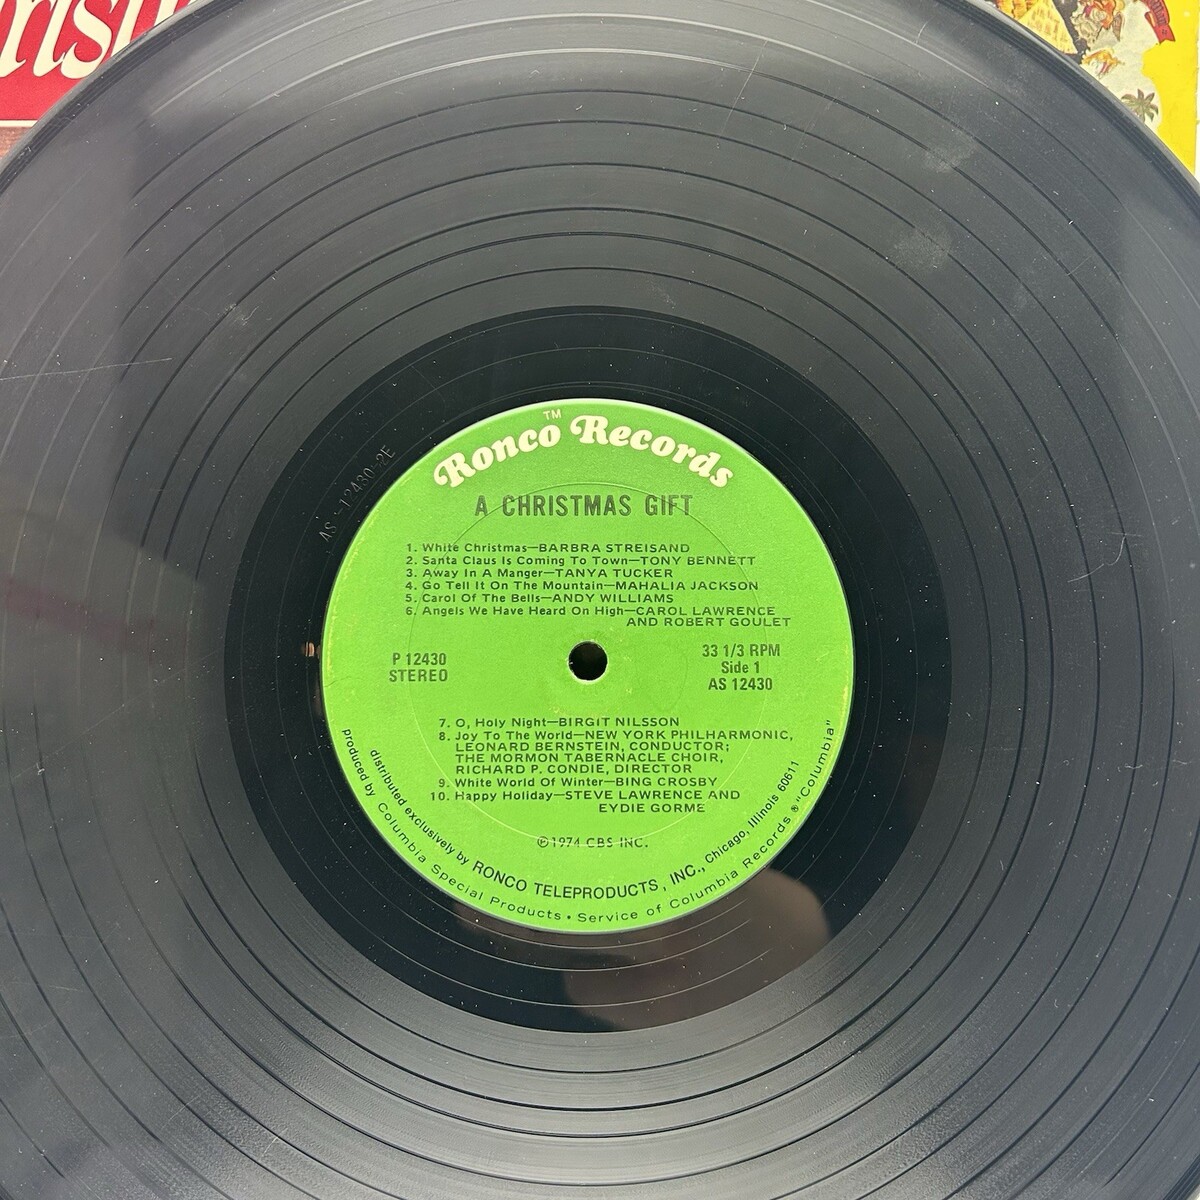 Ronco Records
TM
A CHRISTMAS GIFT
1. White Christmas—BARBRA STREISAND
2. Santa Claus Is Coming To Town—TONY BENNETT
3. Away In A Manger—TANYA TUCKER
4. Go Tell It On The Mountain—MAHALIA JACKSON
5. Carol Of The Bells—ANDY WILLIAMS
6. Angels We Have Heard On High—CAROL LAWRENCE
AND ROBERT GOULET
P 12430
STEREO
33 1/3 RPM
Side 1
AS 12430
7. O, Holy Night—BIRGIT NILSSON
8. Joy To The World—NEW YORK PHILHARMONIC,
LEONARD BERNSTEIN, CONDUCTOR;
THE MORMON TABERNACLE CHOIR,
RICHARD P. CONDIE, DIRECTOR
9. White World Of Winter—BING CROSBY
10. Happy Holiday—STEVE LAWRENCE AND
EYDIE GORME
℗1974 CBS INC.
distributed exclusively by RONCO TELEPRODUCTS, INC., Chicago, Illinois 60611
produced by Columbia Special Products • Service of Columbia Records ® "Columbia"
AS-12430-2E